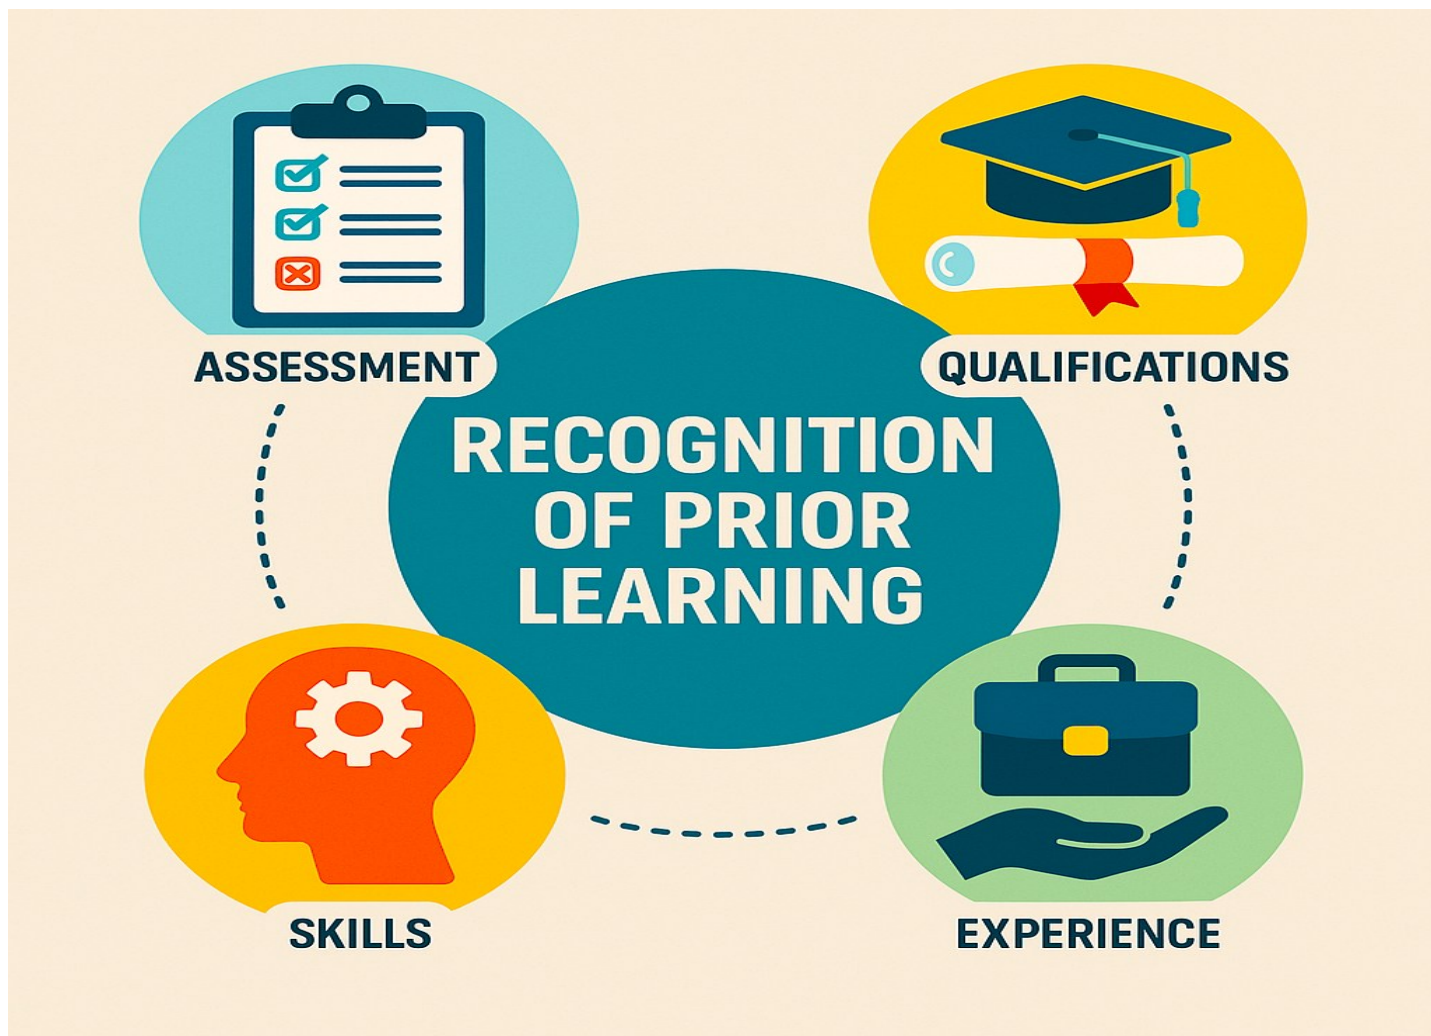 ASSESSMENT
QUALIFICATIONS
RECOGNITION
OF PRIOR
LEARNING
SKILLS
EXPERIENCE